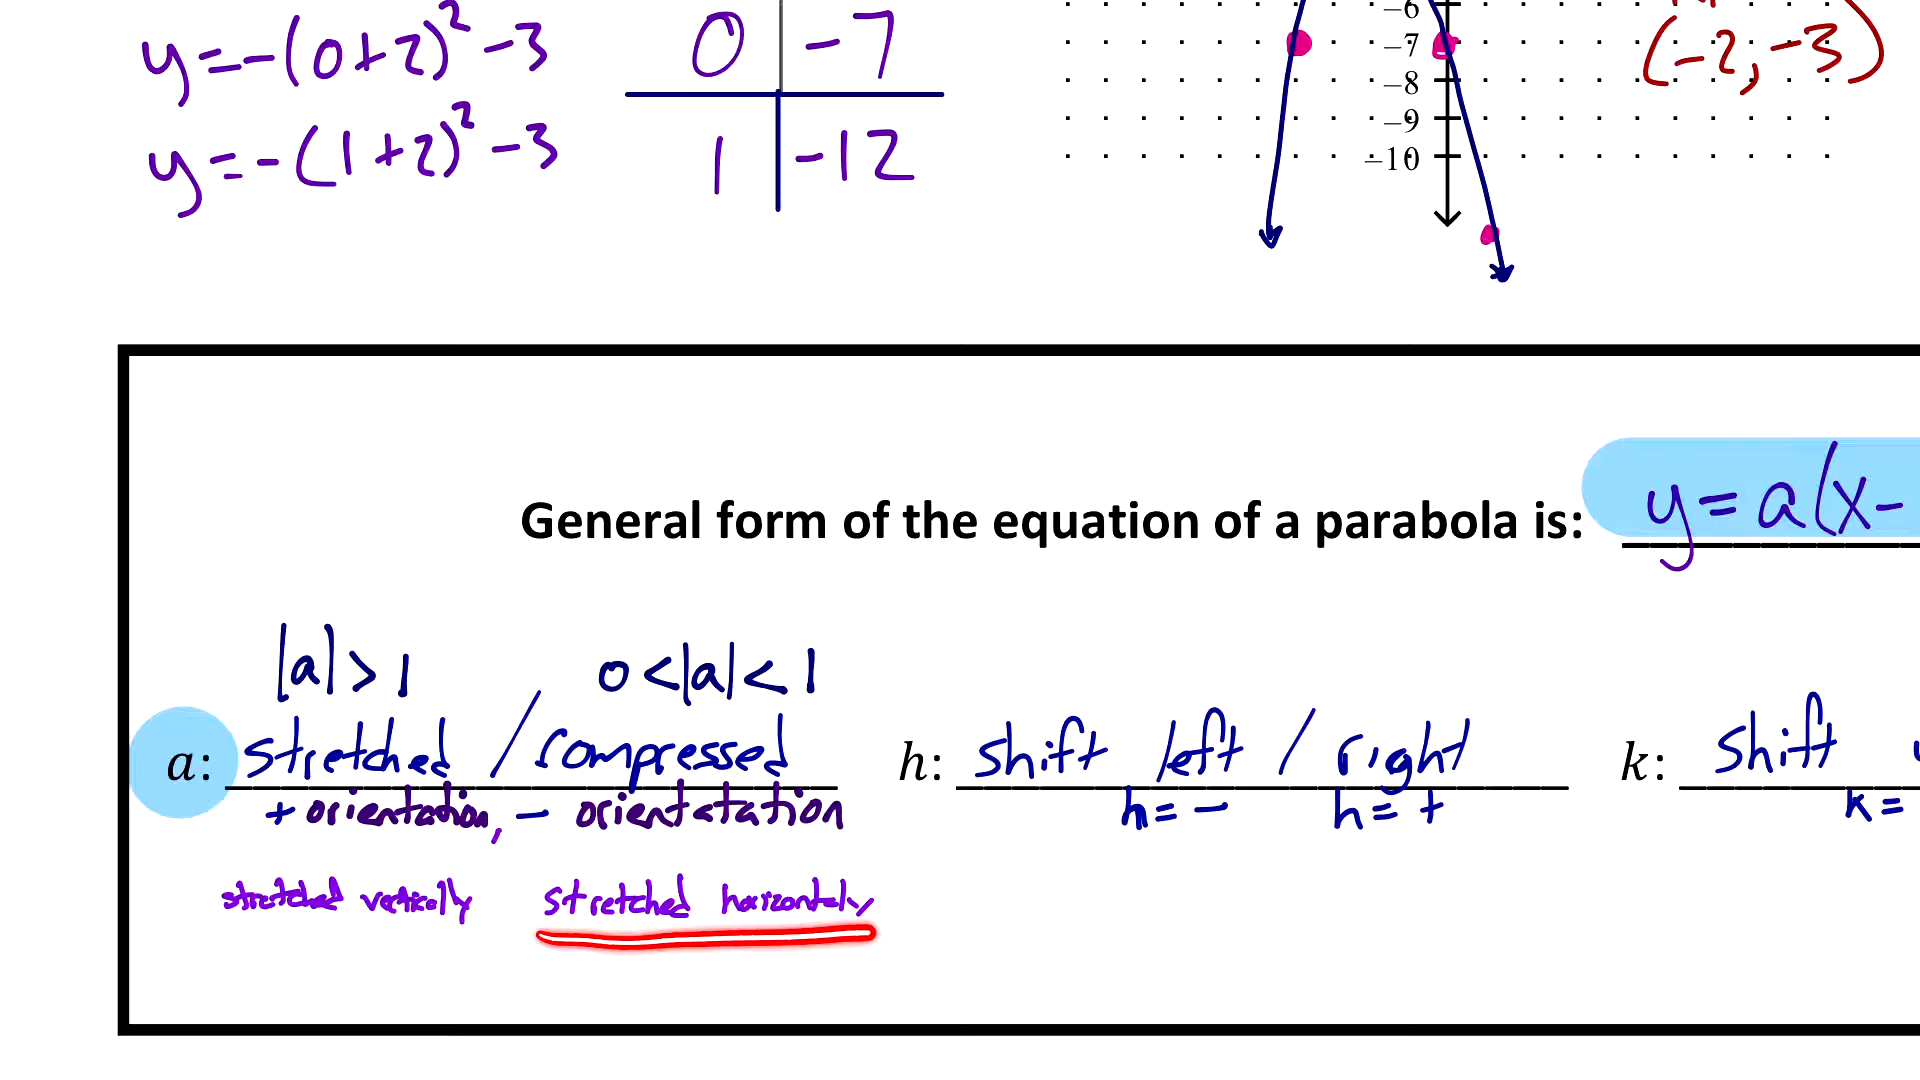 y = -(0+2)² -3
0 -7
y = -(1+2)² -3
1 -12
-6
-7
-8
-9
-10
(-2, -3)
General form of the equation of a parabola is: y = a(x-
|a| > 1 0 < |a| < 1
a: stretched / compressed
+ orientation, - orientatation
stretched vertically stretched horizontally
h: shift left / right
h = - h = +
k: shift
k =